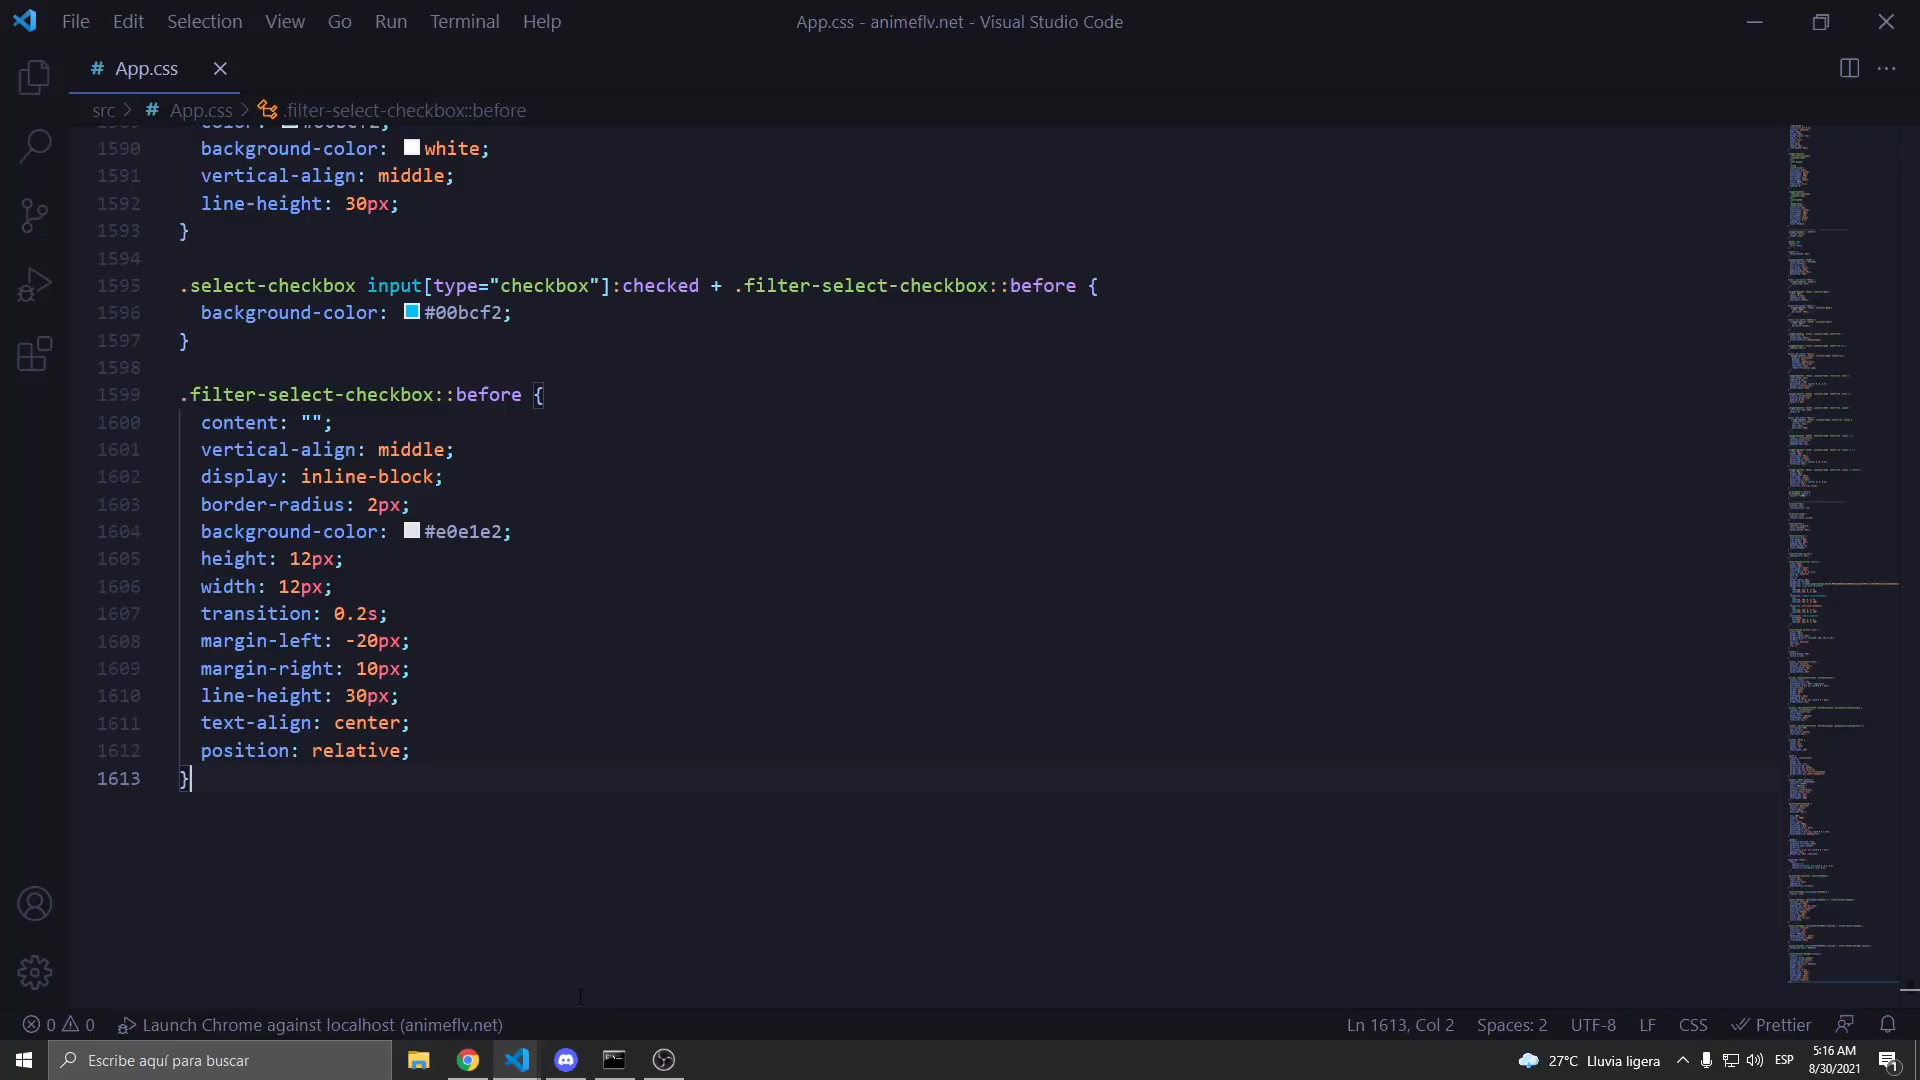 File Edit Selection View Go Run Terminal Help
App.css - animeflv.net - Visual Studio Code
# App.css
src > # App.css > .filter-select-checkbox::before
1590 background-color: white;
1591 vertical-align: middle;
1592 line-height: 30px;
1593 }
1594
1595 .select-checkbox input[type="checkbox"]:checked + .filter-select-checkbox::before {
1596 background-color: #00bcf2;
1597 }
1598
1599 .filter-select-checkbox::before {
1600 content: "";
1601 vertical-align: middle;
1602 display: inline-block;
1603 border-radius: 2px;
1604 background-color: #e0e1e2;
1605 height: 12px;
1606 width: 12px;
1607 transition: 0.2s;
1608 margin-left: -20px;
1609 margin-right: 10px;
1610 line-height: 30px;
1611 text-align: center;
1612 position: relative;
1613 }
0 0 Launch Chrome against localhost (animeflv.net)
Ln 1613, Col 2 Spaces: 2 UTF-8 LF CSS Prettier
Escribe aquí para buscar
27°C Lluvia ligera
ESP
5:16 AM
8/30/2021
1